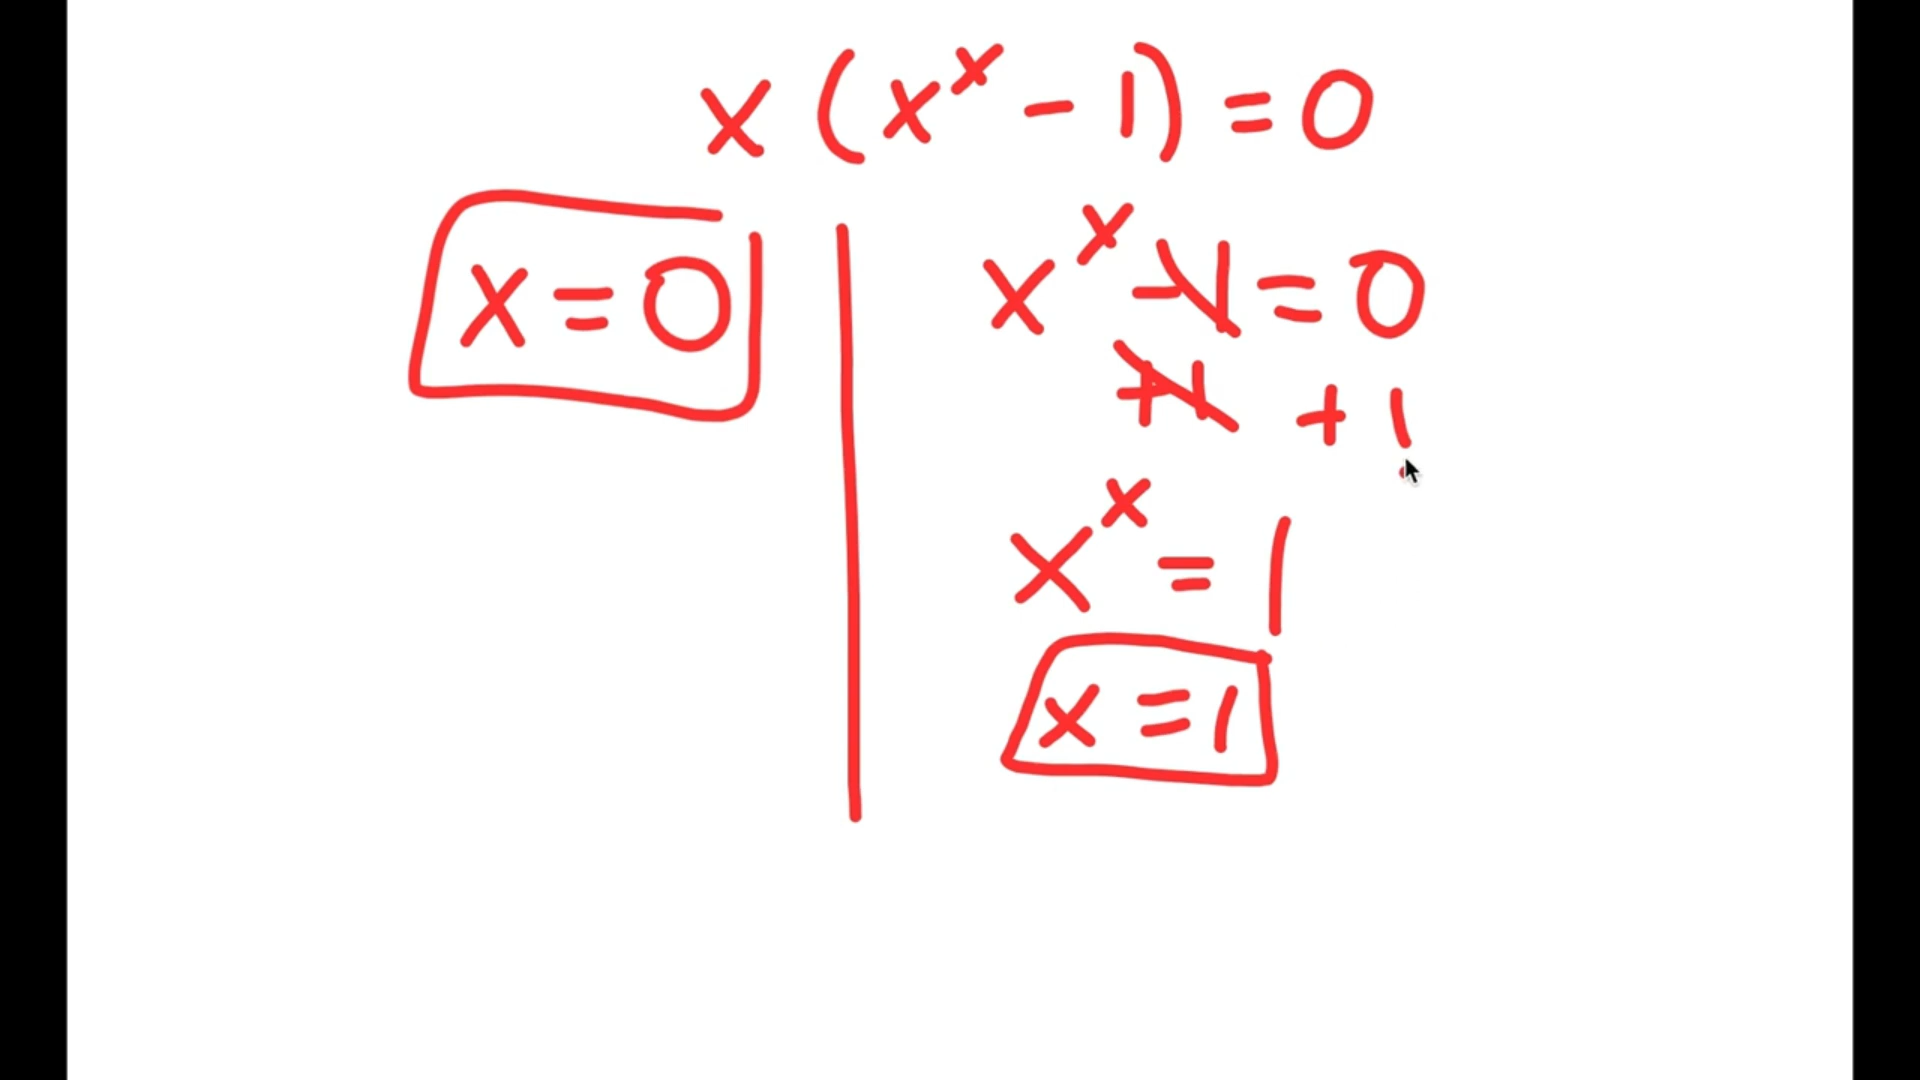 x(x^x - 1) = 0
x = 0
x^x - 1 = 0
+1 + 1
x^x = 1
x = 1